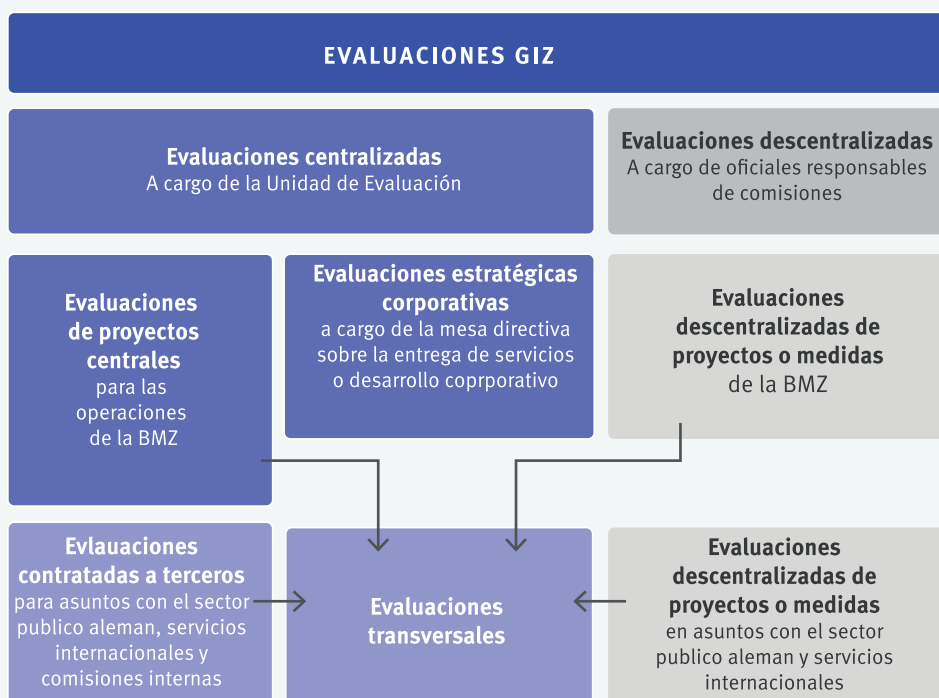 EVALUACIONES GIZ
Evaluaciones centralizadas
A cargo de la Unidad de Evaluación
Evaluaciones descentralizadas
A cargo de oficiales responsables
de comisiones
Evaluaciones
de proyectos
centrales
para las
operaciones
de la BMZ
Evaluaciones estratégicas
corporativas
a cargo de la mesa directiva
sobre la entrega de servicios
o desarrollo coprporativo
Evaluaciones
descentralizadas de
proyectos o medidas
de la BMZ
Evlauaciones
contratadas a terceros
para asuntos con el sector
publico aleman, servicios
internacionales y
comisiones internas
Evaluaciones
transversales
Evaluaciones
descentralizadas de
proyectos o medidas
en asuntos con el sector
publico aleman y servicios
internacionales